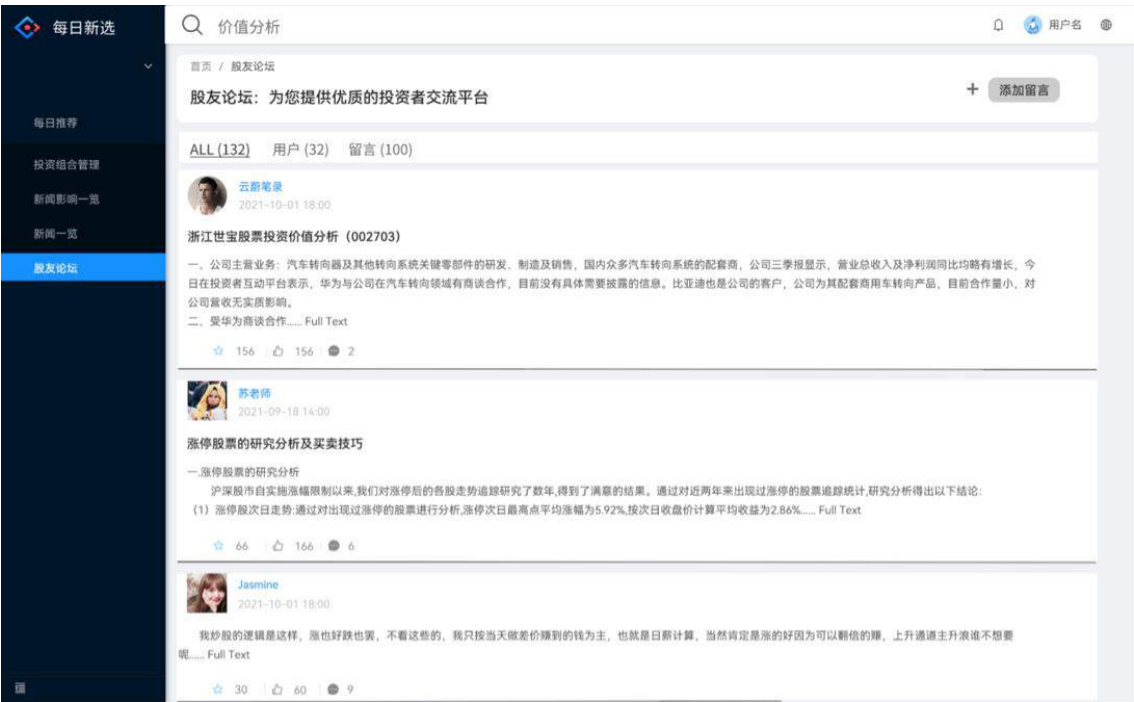 每日新选
价值分析
用户名
首页 / 股友论坛
股友论坛：为您提供优质的投资者交流平台
+ 添加留言
每日推荐
投资组合管理
新闻影响一览
新闻一览
股友论坛
ALL (132) 用户 (32) 留言 (100)
云蔚笔录
2021-10-01 18:00
浙江世宝股票投资价值分析（002703）
一、公司主营业务：汽车转向器及其他转向系统关键零部件的研发、制造及销售，国内众多汽车转向系统的配套商，公司三季报显示，营业总收入及净利润同比均略有增长，今
日在投资者互动平台表示，华为与公司在汽车转向领域有商谈合作，目前没有具体需要披露的信息。比亚迪也是公司的客户，公司为其配套商用车转向产品，目前合作量小，对
公司营收无实质影响。
二、受华为商谈合作...... Full Text
156 156 2
苏老师
2021-09-18 14:00
涨停股票的研究分析及买卖技巧
一.涨停股票的研究分析
沪深股市自实施涨幅限制以来,我们对涨停后的各股走势追踪研究了数年,得到了满意的结果。通过对近两年来出现过涨停的股票追踪统计,研究分析得出以下结论:
（1）涨停股次日走势:通过对出现过涨停的股票进行分析,涨停次日最高点平均涨幅为5.92%,按次日收盘价计算平均收益为2.86%..... Full Text
66 166 6
Jasmine
2021-10-01 18:00
我炒股的逻辑是这样，涨也好跌也罢，不看这些的，我只按当天做差价赚到的钱为主，也就是日薪计算，当然肯定是涨的好因为可以翻倍的赚，上升通道主升浪谁不想要
呢...... Full Text
30 60 9